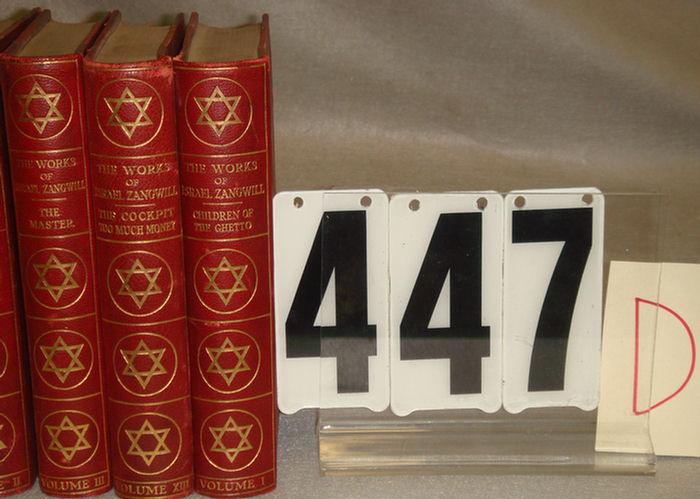 THE WORKS
OF
ISRAEL ZANGWILL
THE
MASTER
VOLUME III
THE WORKS
OF
ISRAEL ZANGWILL
THE COCKPIT
TOO MUCH MONEY
VOLUME XIII
THE WORKS
OF
ISRAEL ZANGWILL
CHILDREN OF
THE GHETTO
VOLUME I
447
D